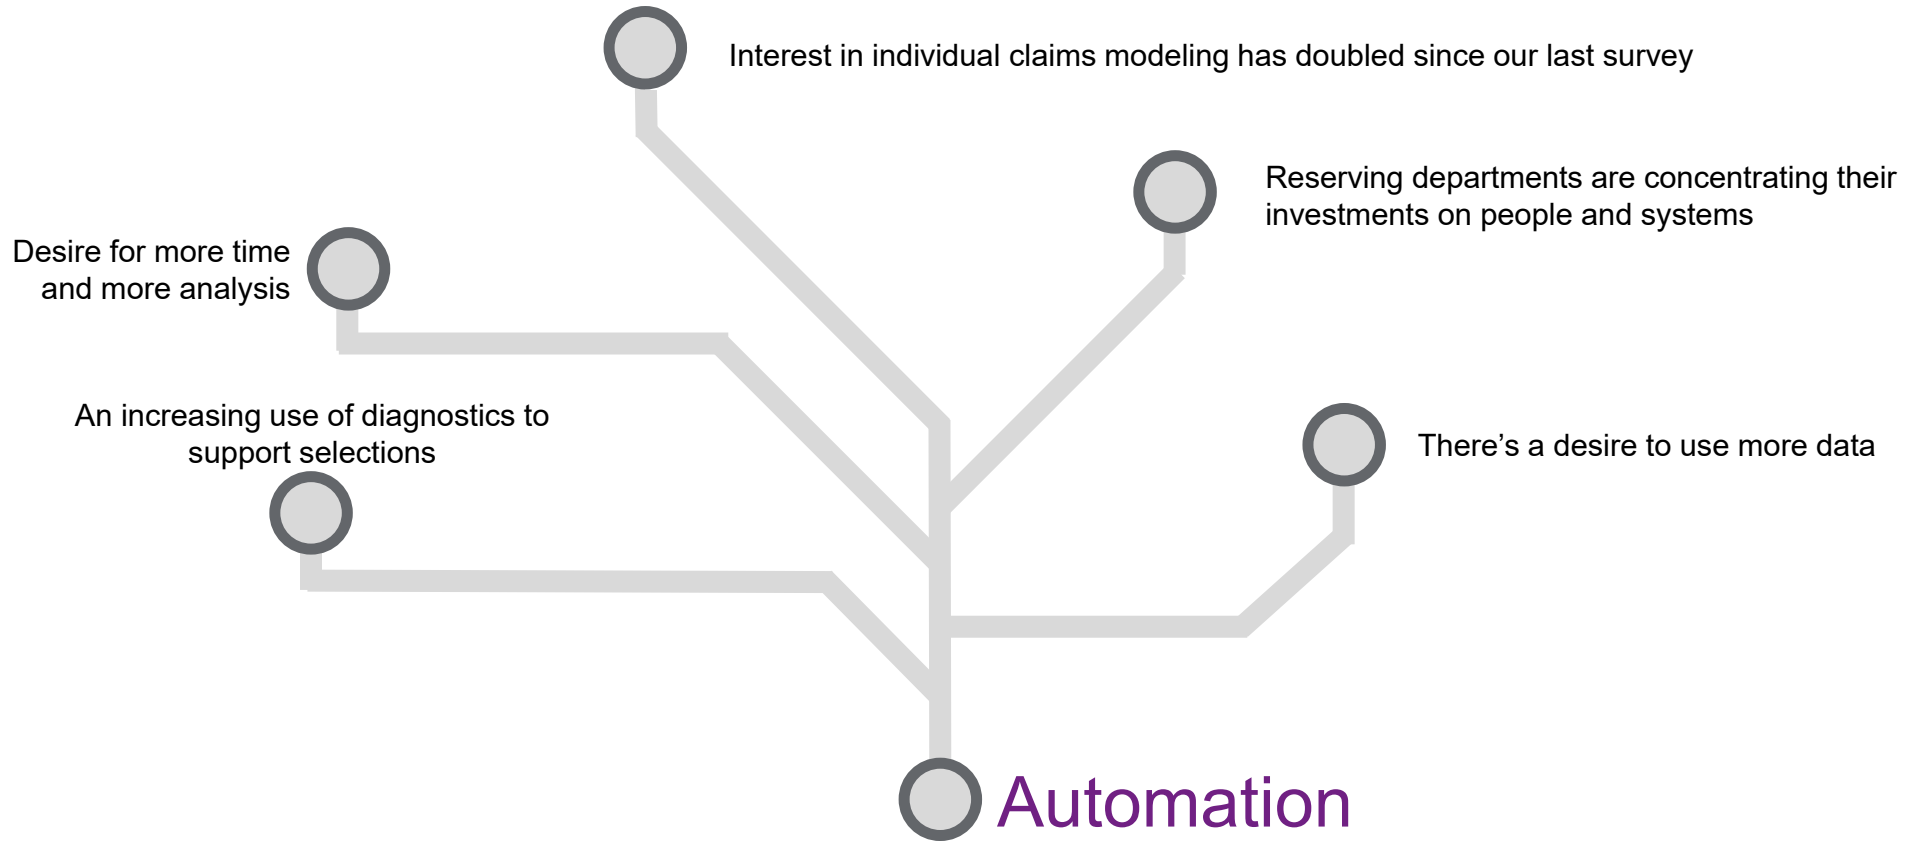 Interest in individual claims modeling has doubled since our last survey
Reserving departments are concentrating their
investments on people and systems
Desire for more time
and more analysis
An increasing use of diagnostics to
support selections
There’s a desire to use more data
Automation